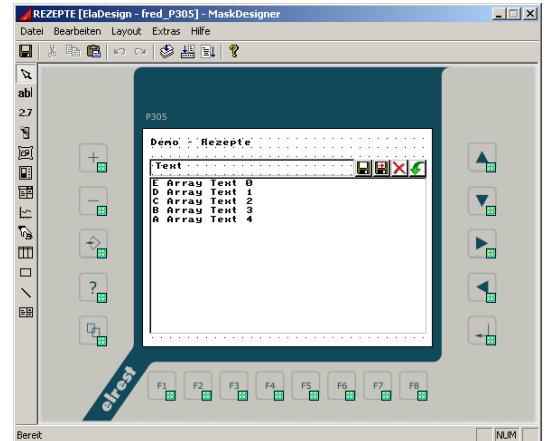 REZEPTE [ElaDesign - fred_P305] - MaskDesigner
Datei Bearbeiten Layout Extras Hilfe
abl
2.7
P305
Demo - Rezepte
Text
E Array Text 0
D Array Text 1
C Array Text 2
B Array Text 3
A Array Text 4
?
elrest
F1 F2 F3 F4 F5 F6 F7 F8
Bereit NUM